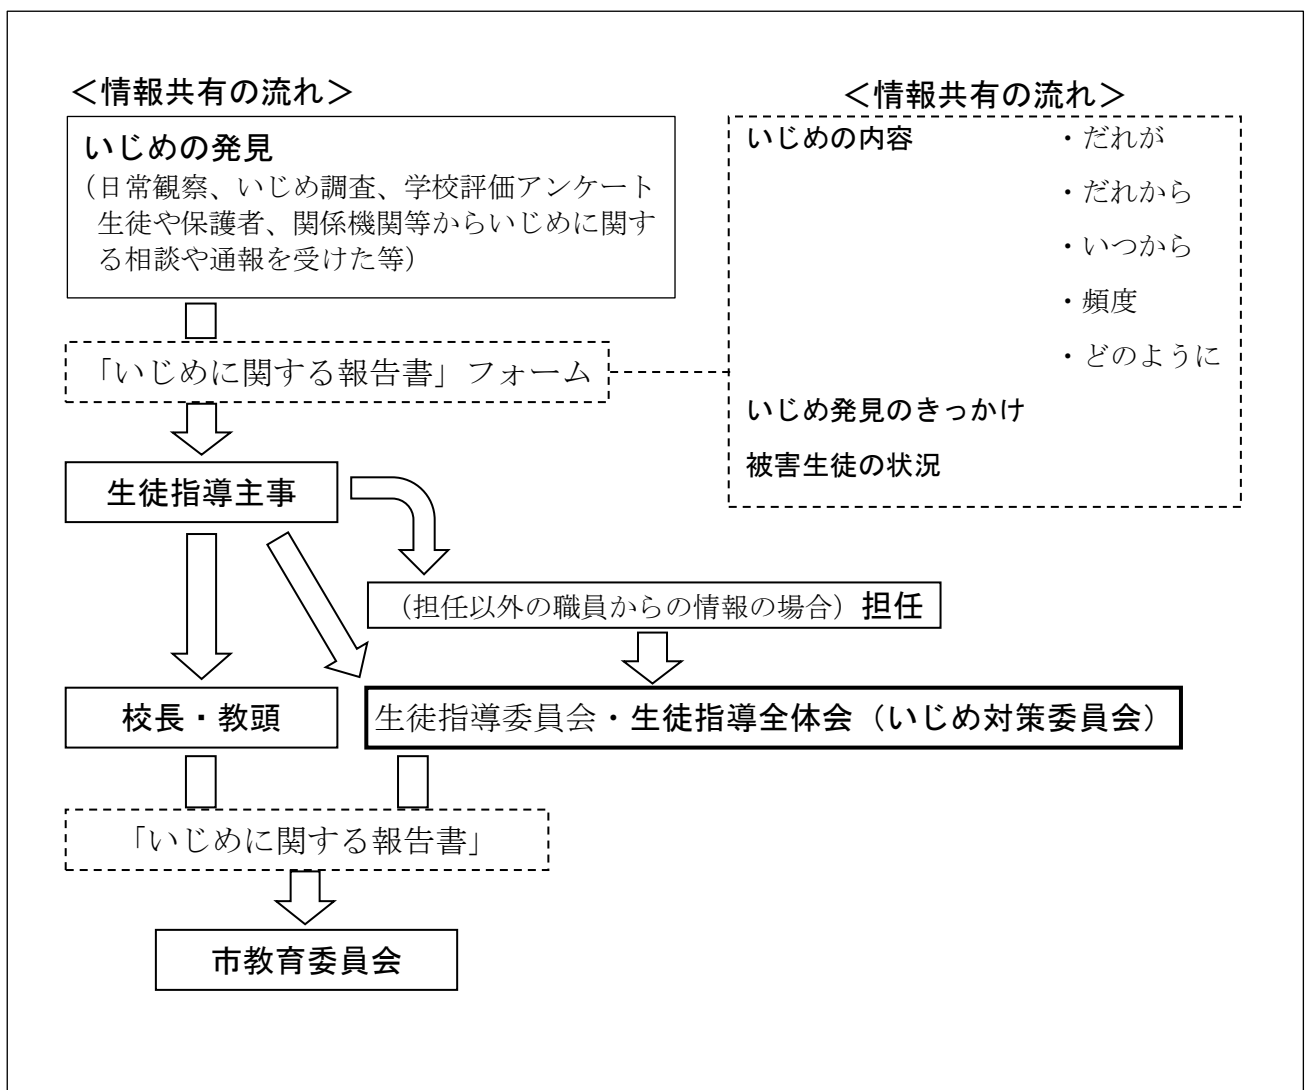 ＜情報共有の流れ＞
いじめの発見
（日常観察、いじめ調査、学校評価アンケート
生徒や保護者、関係機関等からいじめに関す
る相談や通報を受けた等）
「いじめに関する報告書」フォーム
＜情報共有の流れ＞
いじめの内容 ・だれが
・だれから
・いつから
・頻度
・どのように
いじめ発見のきっかけ
被害生徒の状況
生徒指導主事
（担任以外の職員からの情報の場合）担任
校長・教頭
生徒指導委員会・生徒指導全体会（いじめ対策委員会）
「いじめに関する報告書」
市教育委員会